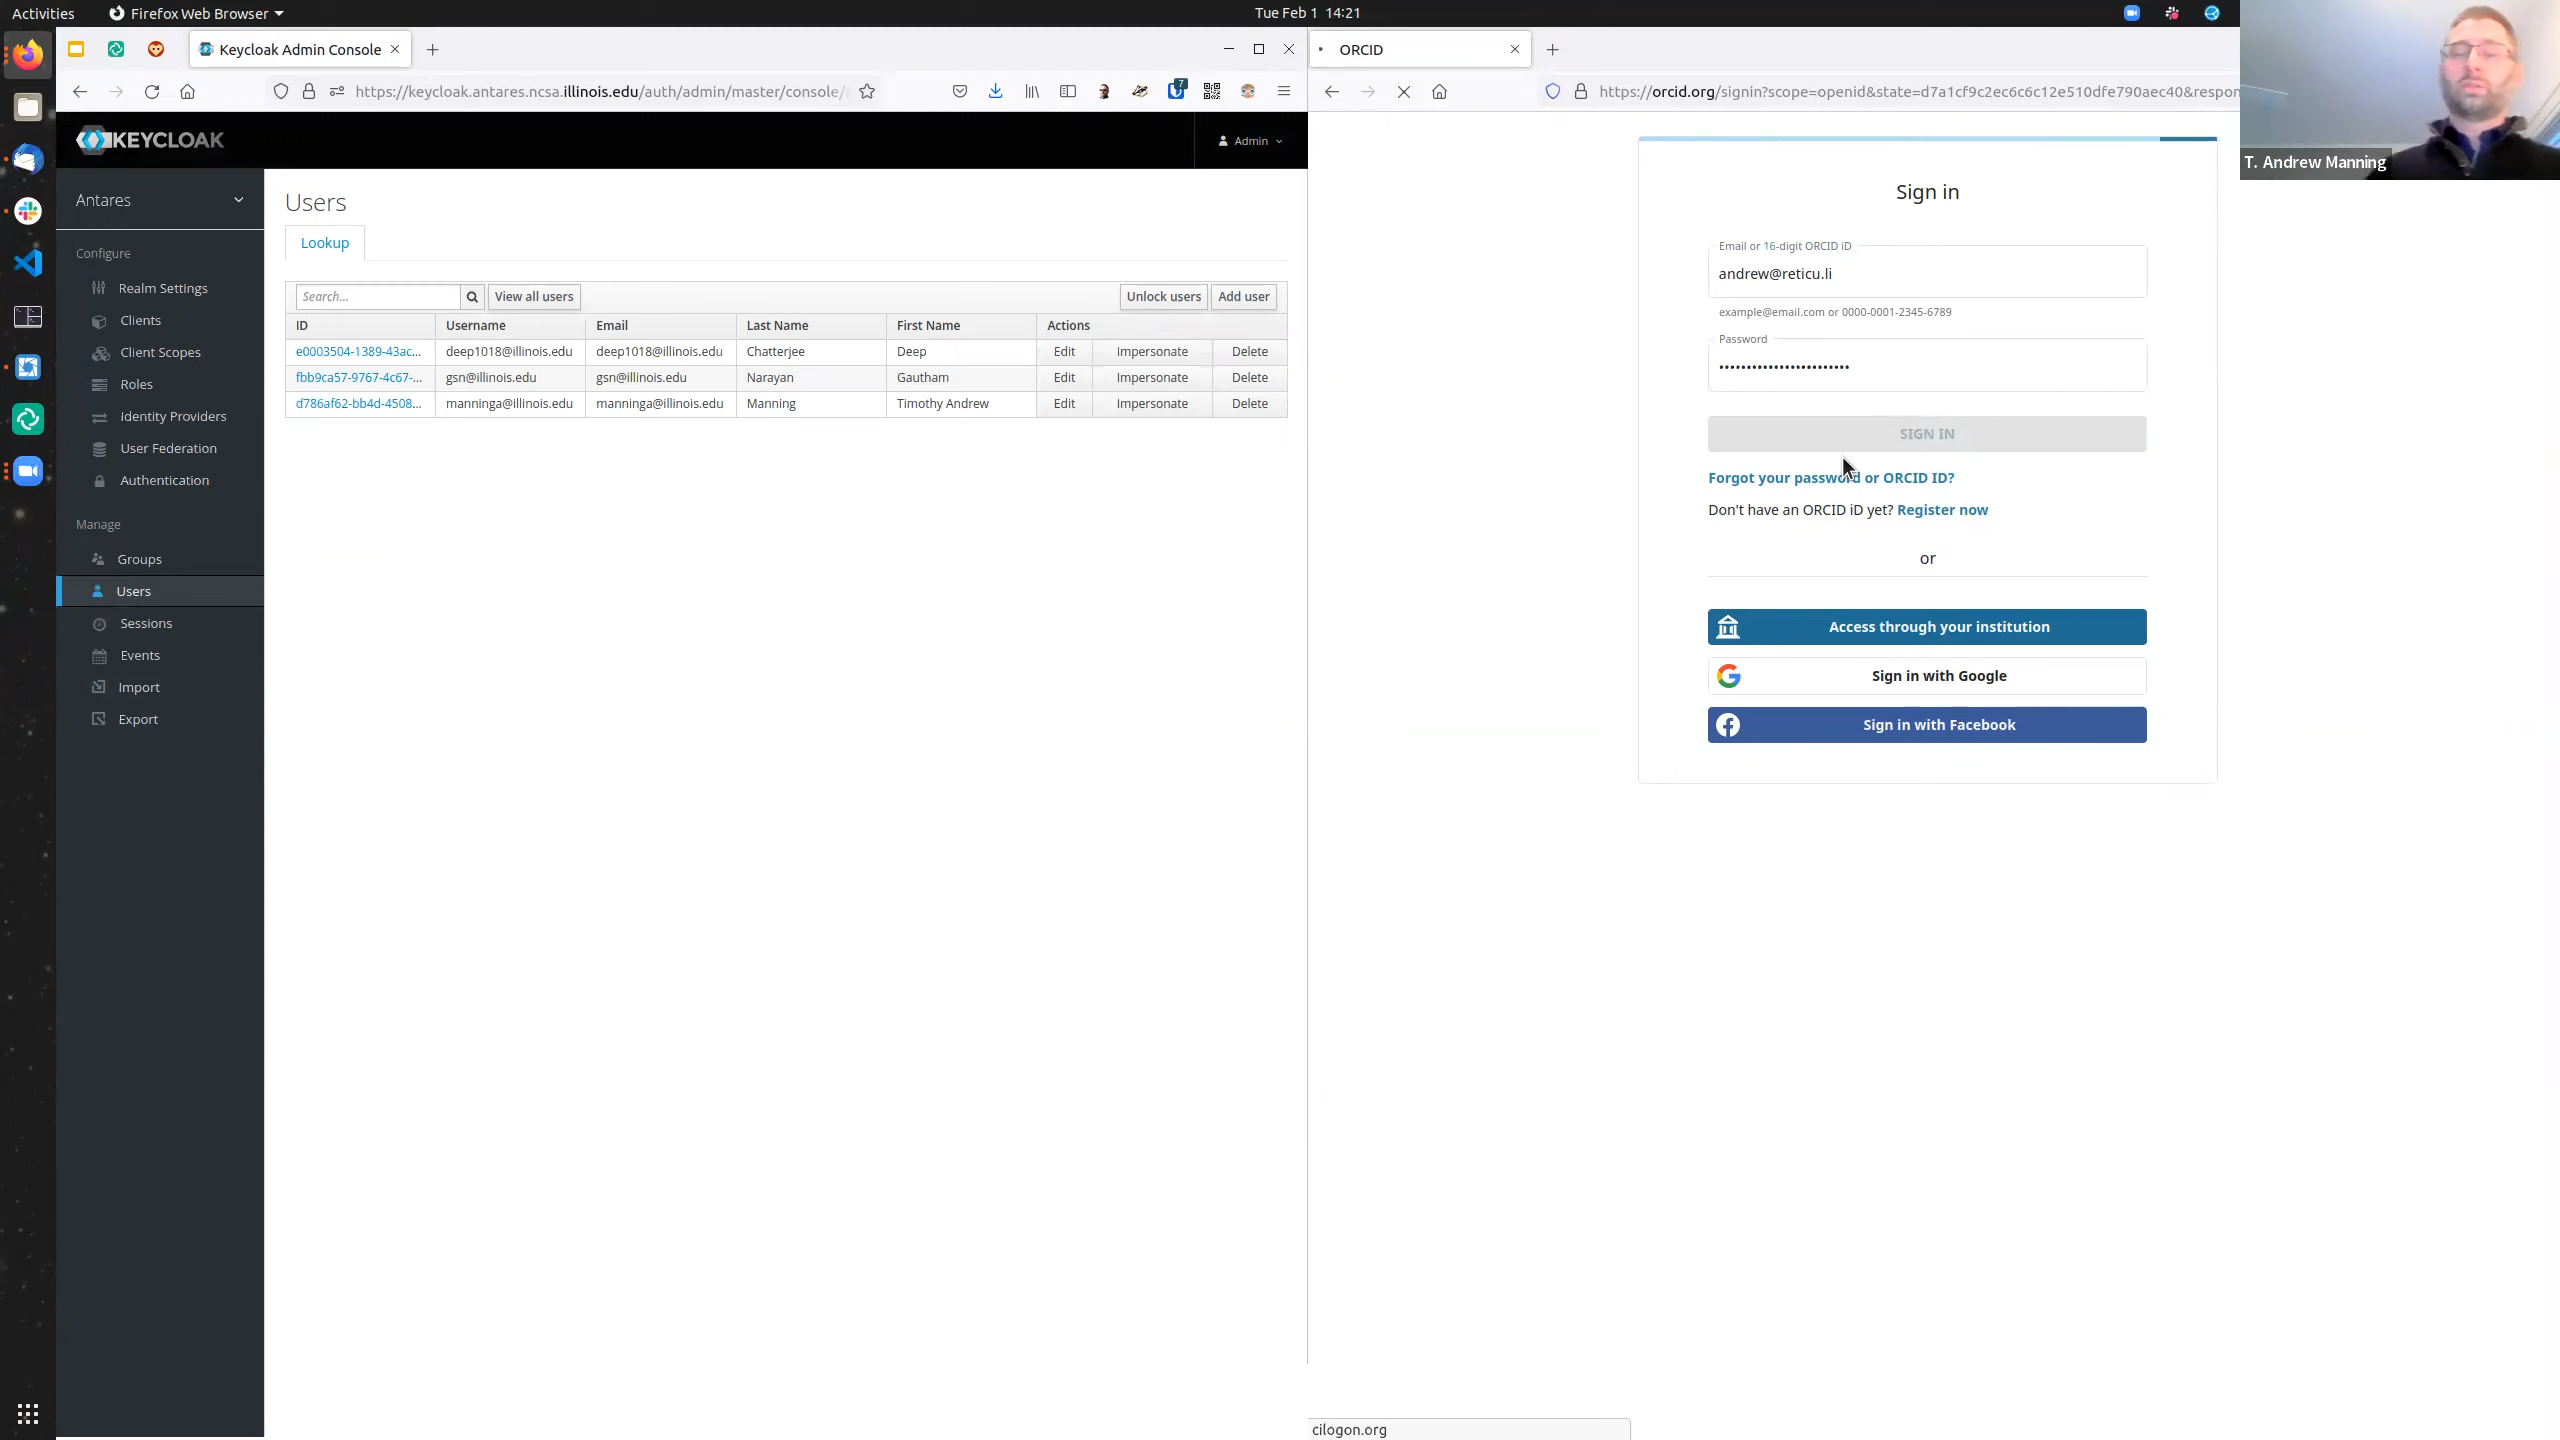 Activities
Firefox Web Browser
Tue Feb 1 14:21
Keycloak Admin Console
https://keycloak.antares.ncsa.illinois.edu/auth/admin/master/console/
7
KEYCLOAK
Admin
Antares
Configure
Realm Settings
Clients
Client Scopes
Roles
Identity Providers
User Federation
Authentication
Manage
Groups
Users
Sessions
Events
Import
Export
Users
Lookup
Search...
View all users
Unlock users
Add user
ID Username Email Last Name First Name Actions
e0003504-1389-43ac... deep1018@illinois.edu deep1018@illinois.edu Chatterjee Deep Edit Impersonate Delete
fbb9ca57-9767-4c67-... gsn@illinois.edu gsn@illinois.edu Narayan Gautham Edit Impersonate Delete
d786af62-bb4d-4508... manninga@illinois.edu manninga@illinois.edu Manning Timothy Andrew Edit Impersonate Delete
ORCID
https://orcid.org/signin?scope=openid&state=d7a1cf9c2ec6c6c12e510dfe790aec40&respon
T. Andrew Manning
Sign in
Email or 16-digit ORCID iD
andrew@reticu.li
example@email.com or 0000-0001-2345-6789
Password
SIGN IN
Forgot your password or ORCID ID?
Don't have an ORCID iD yet? Register now
or
Access through your institution
Sign in with Google
Sign in with Facebook
cilogon.org